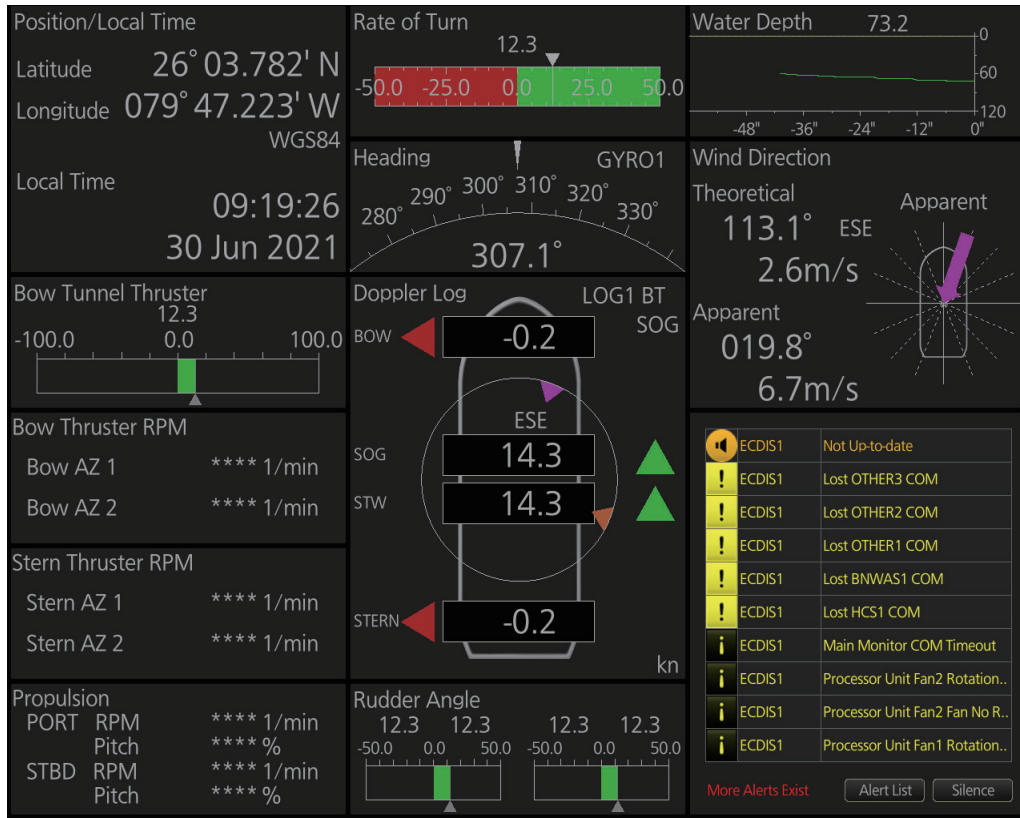 Position/Local Time
Latitude 26° 03.782' N
Longitude 079° 47.223' W
WGS84
Local Time
09:19:26
30 Jun 2021
Rate of Turn
12.3
-50.0 -25.0 0.0 25.0 50.0
Water Depth 73.2
0
60
120
-48" -36" -24" -12" 0"
Heading GYRO1
280° 290° 300° 310° 320° 330°
307.1°
Wind Direction
Theoretical
113.1° ESE
2.6m/s
Apparent
Apparent
019.8°
6.7m/s
Bow Tunnel Thruster
12.3
-100.0 0.0 100.0
Bow Thruster RPM
Bow AZ 1 **** 1/min
Bow AZ 2 **** 1/min
Stern Thruster RPM
Stern AZ 1 **** 1/min
Stern AZ 2 **** 1/min
Propulsion
PORT RPM **** 1/min
Pitch **** %
STBD RPM **** 1/min
Pitch **** %
Doppler Log LOG1 BT
SOG
BOW -0.2
ESE
SOG 14.3
STW 14.3
STERN -0.2
kn
Rudder Angle
12.3 12.3 12.3 12.3
-50.0 0.0 50.0 -50.0 0.0 50.0
ECDIS1 Not Up-to-date
! ECDIS1 Lost OTHER3 COM
! ECDIS1 Lost OTHER2 COM
! ECDIS1 Lost OTHER1 COM
! ECDIS1 Lost BNWAS1 COM
! ECDIS1 Lost HCS1 COM
i ECDIS1 Main Monitor COM Timeout
i ECDIS1 Processor Unit Fan2 Rotation..
i ECDIS1 Processor Unit Fan2 Fan No R..
i ECDIS1 Processor Unit Fan1 Rotation..
More Alerts Exist Alert List Silence